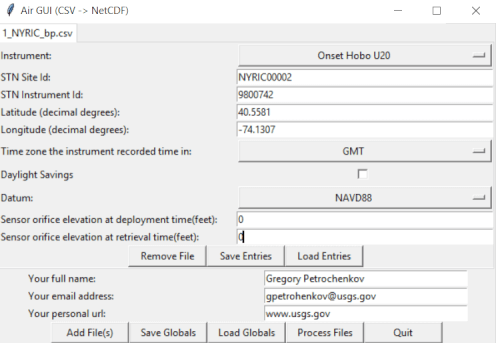 Air GUI (CSV -> NetCDF)
1_NYRIC_bp.csv
Instrument: Onset Hobo U20
STN Site Id: NYRIC00002
STN Instrument Id: 9800742
Latitude (decimal degrees): 40.5581
Longitude (decimal degrees): -74.1307
Time zone the instrument recorded time in: GMT
Daylight Savings
Datum: NAVD88
Sensor orifice elevation at deployment time(feet): 0
Sensor orifice elevation at retrieval time(feet): 0
Remove File Save Entries Load Entries
Your full name: Gregory Petrochenkov
Your email address: gpetrohenkov@usgs.gov
Your personal url: www.usgs.gov
Add File(s) Save Globals Load Globals Process Files Quit